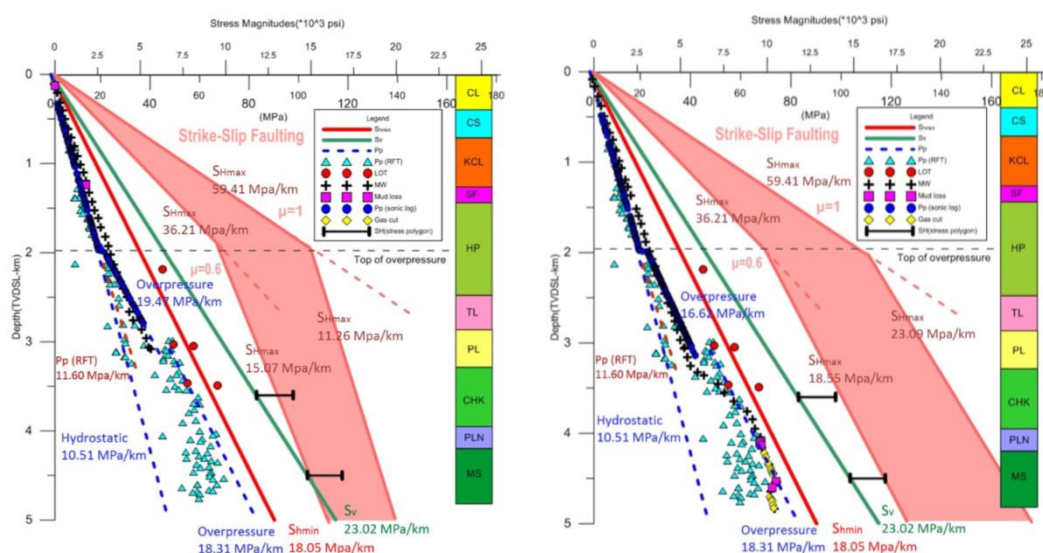 Stress Magnitudes(*10^3 psi)
0 2.5 5 7.5 10 12.5 15 17.5 20 22.5 25
0 20 40 60 80 100 120 140 160 180
(MPa)
Depth(TVDSL-km)
0
1
2
3
4
5
Legend
Shmin
Sv
Pp
Pp (RFT)
LOT
MW
Mud loss
Pp (sonic log)
Gas cut
SH(stress polygon)
Strike-Slip Faulting
SHmax
59.41 Mpa/km
μ=1
SHmax
36.21 Mpa/km
Top of overpressure
μ=0.6
Overpressure
19.47 MPa/km
SHmax
11.26 Mpa/km
SHmax
15.07 Mpa/km
Pp (RFT)
11.60 Mpa/km
Hydrostatic
10.51 MPa/km
Sv
23.02 MPa/km
Overpressure
18.31 MPa/km
Shmin
18.05 MPa/km
CL
CS
KCL
SF
HP
TL
PL
CHK
PLN
MS
Stress Magnitudes(*10^3 psi)
0 2.5 5 7.5 10 12.5 15 17.5 20 22.5 25
0 20 40 60 80 100 120 140 160 180
(MPa)
Depth(TVDSL-km)
0
1
2
3
4
5
Legend
Shmin
Sv
Pp
Pp (RFT)
LOT
MW
Mud loss
Pp (sonic log)
Gas cut
SH(stress polygon)
Strike-Slip Faulting
SHmax
59.41 Mpa/km
μ=1
SHmax
36.21 Mpa/km
Top of overpressure
μ=0.6
Overpressure
16.62 MPa/km
SHmax
23.09 MPa/km
SHmax
18.55 MPa/km
Pp (RFT)
11.60 MPa/km
Hydrostatic
10.51 MPa/km
Sv
23.02 MPa/km
Overpressure
18.31 MPa/km
Shmin
18.05 MPa/km
CL
CS
KCL
SF
HP
TL
PL
CHK
PLN
MS